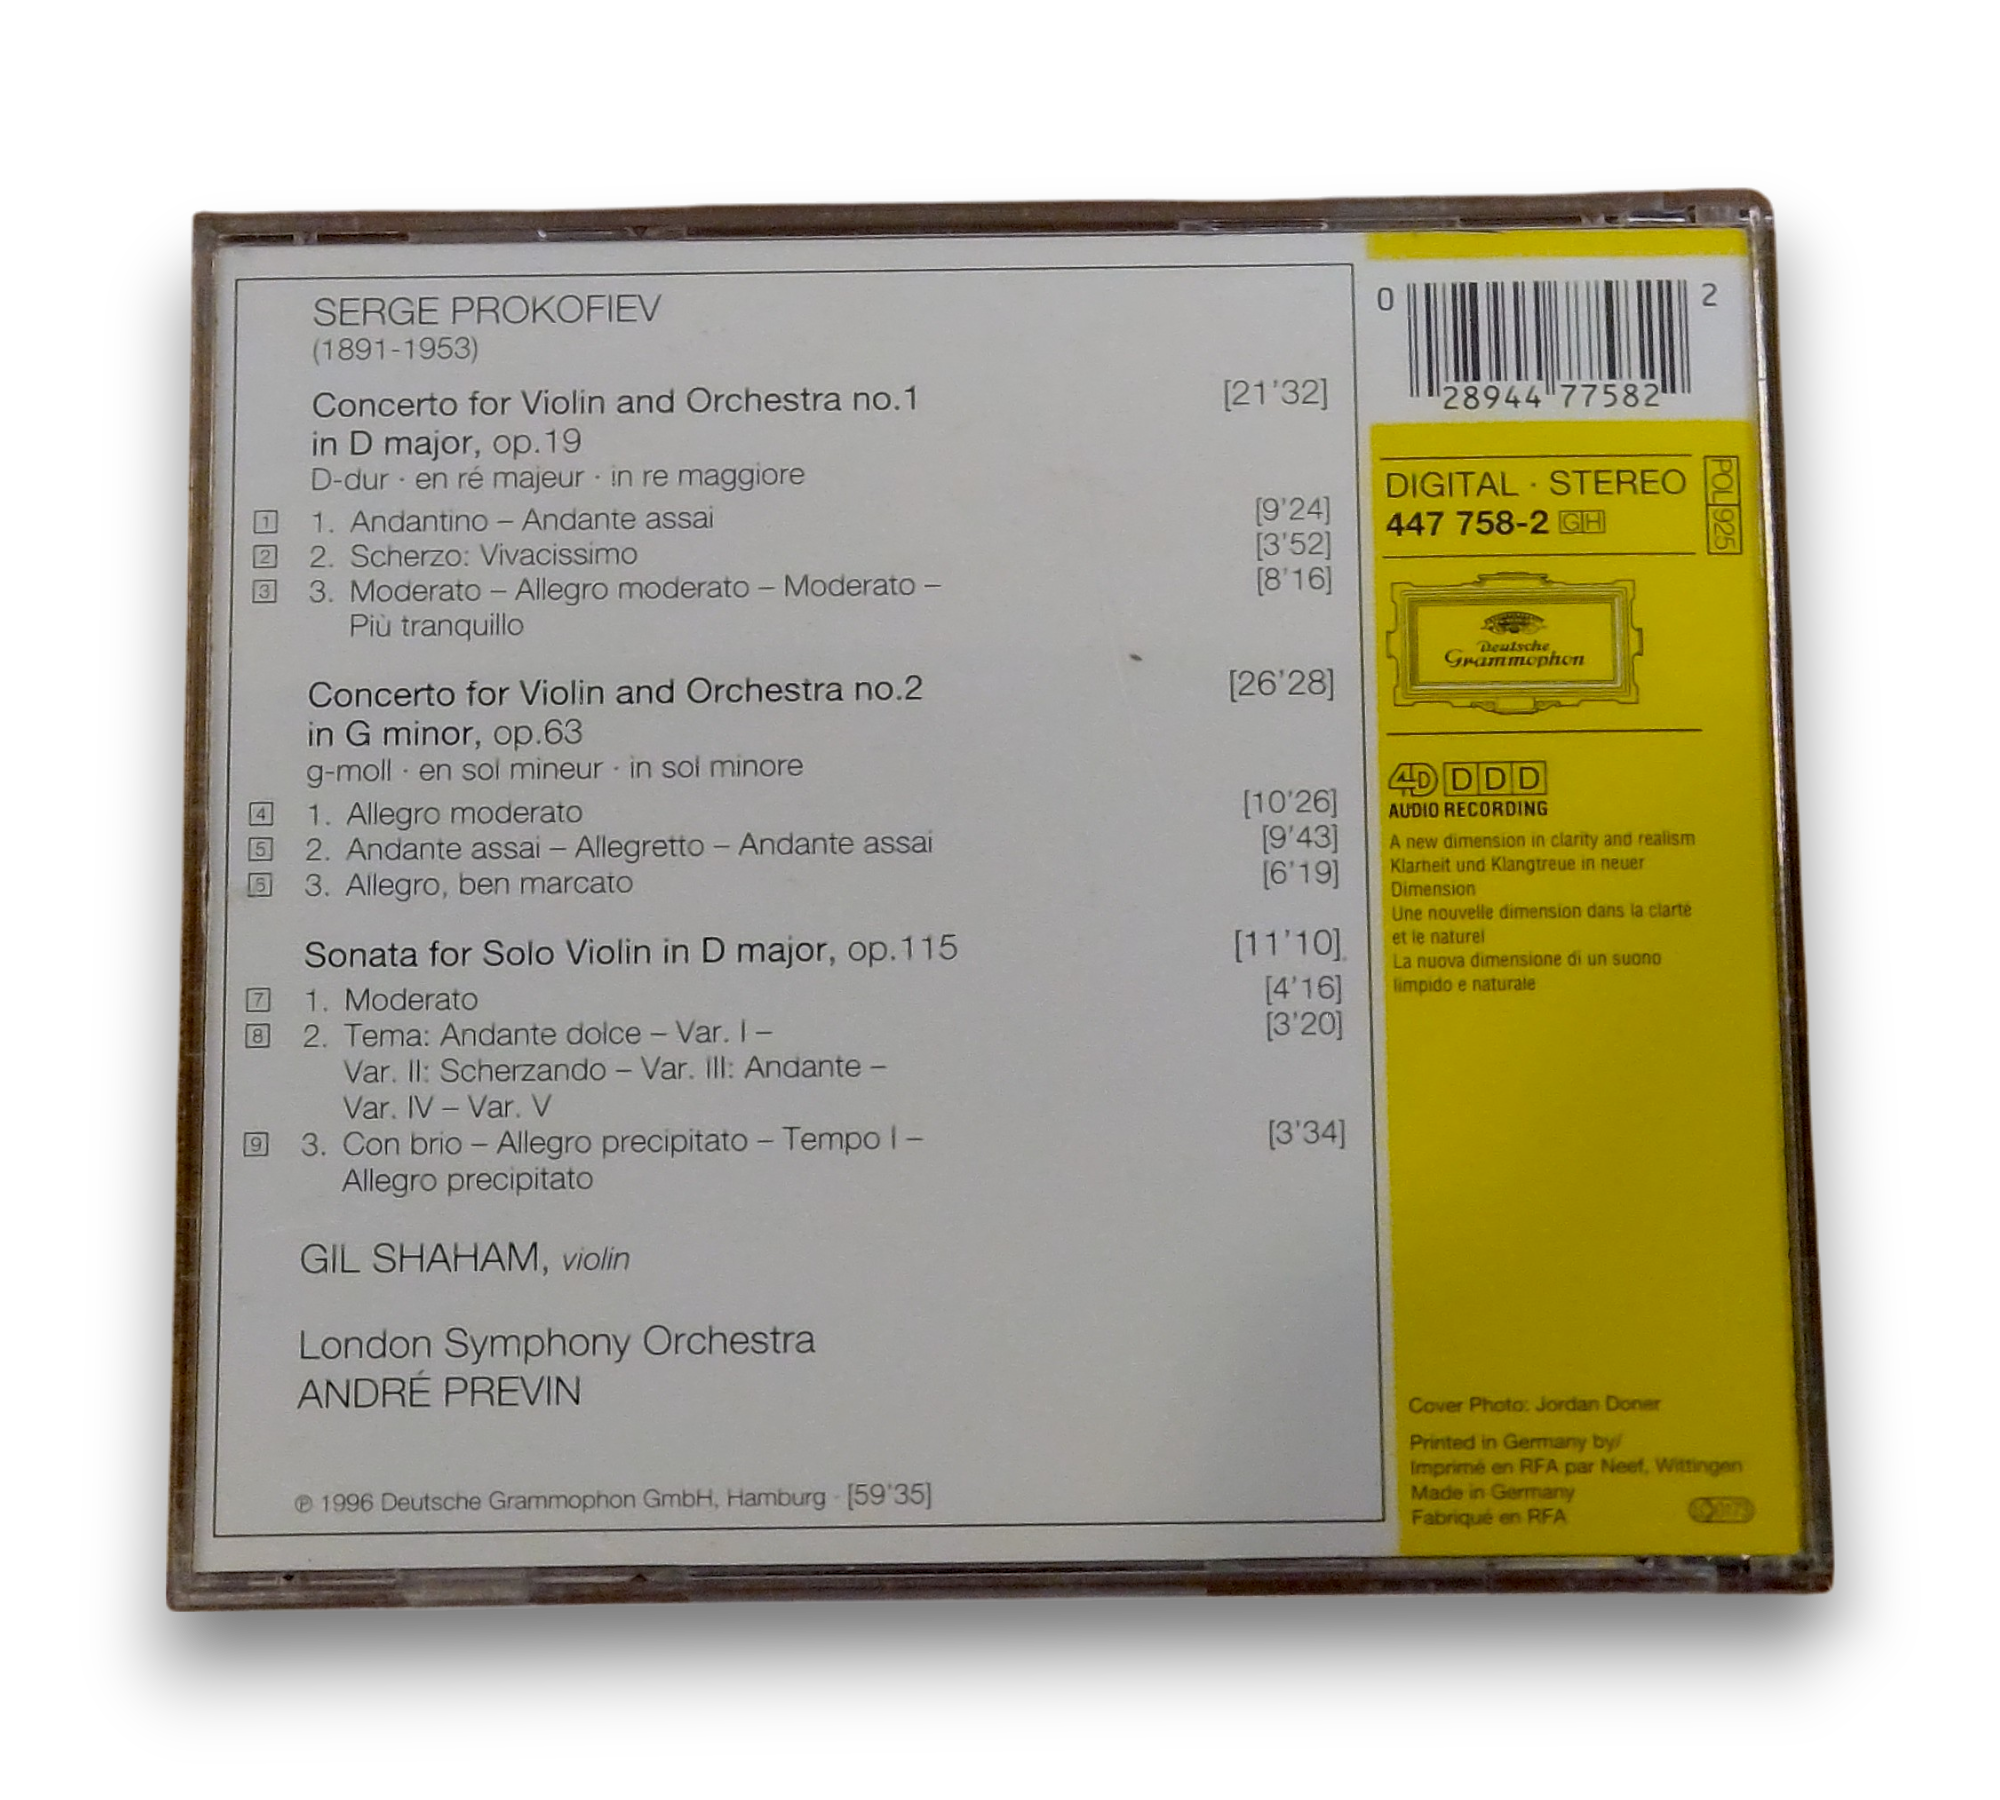 SERGE PROKOFIEV
(1891-1953)
Concerto for Violin and Orchestra no.1 [21'32]
in D major, op.19
D-dur · en ré majeur · in re maggiore
1 1. Andantino – Andante assai [9'24]
2 2. Scherzo: Vivacissimo [3'52]
3 3. Moderato – Allegro moderato – Moderato – [8'16]
Più tranquillo
Concerto for Violin and Orchestra no.2 [26'28]
in G minor, op.63
g-moll · en sol mineur · in sol minore
4 1. Allegro moderato [10'26]
5 2. Andante assai – Allegretto – Andante assai [9'43]
6 3. Allegro, ben marcato [6'19]
Sonata for Solo Violin in D major, op.115 [11'10]
7 1. Moderato [4'16]
8 2. Tema: Andante dolce – Var. I – [3'20]
Var. II: Scherzando – Var. III: Andante –
Var. IV – Var. V
9 3. Con brio – Allegro precipitato – Tempo I – [3'34]
Allegro precipitato
GIL SHAHAM, violin
London Symphony Orchestra
ANDRÉ PREVIN
℗ 1996 Deutsche Grammophon GmbH, Hamburg · [59'35]
0 28944 77582 2
DIGITAL · STEREO
447 758-2 GH
POL 925
Deutsche
Grammophon
4D DDD
AUDIO RECORDING
A new dimension in clarity and realism
Klarheit und Klangtreue in neuer
Dimension
Une nouvelle dimension dans la clarté
et le naturel
La nuova dimensione di un suono
limpido e naturale
Cover Photo: Jordan Doner
Printed in Germany by/
Imprimé en RFA par Neef, Wittingen
Made in Germany
Fabriqué en RFA